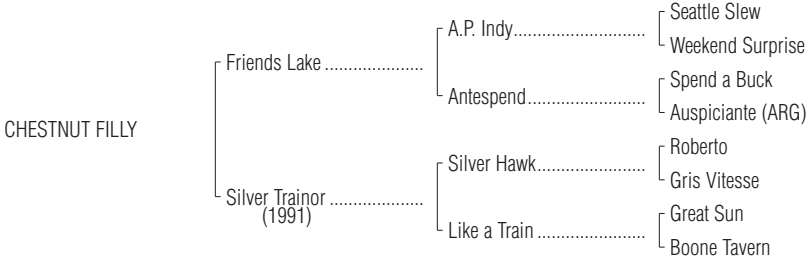 Seattle Slew
A.P. Indy..............................
Weekend Surprise
Friends Lake .....................
Spend a Buck
Antespend..........................
Auspiciante (ARG)
CHESTNUT FILLY
Roberto
Silver Hawk........................
Gris Vitesse
Silver Trainor ....................
(1991)
Great Sun
Like a Train ........................
Boone Tavern